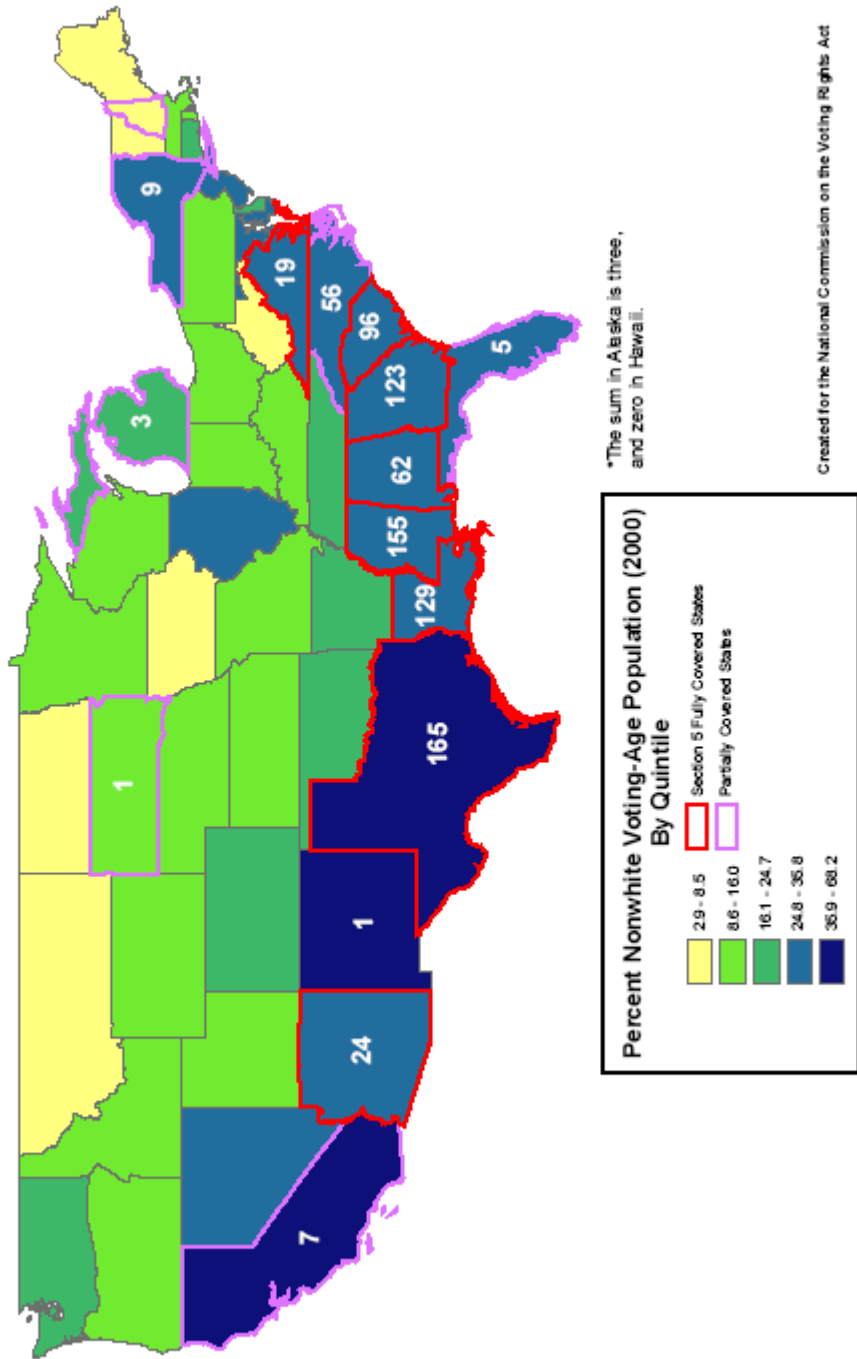 9
3
1
19
56
96
123
62
155
129
5
165
1
24
7
*The sum in Alaska is three,
and zero in Hawaii.
Percent Nonwhite Voting-Age Population (2000)
By Quintile
2.9 - 8.5
8.6 - 16.0
16.1 - 24.7
24.8 - 35.8
35.9 - 68.2
Section 5 Fully Covered States
Partially Covered States
Created for the National Commission on the Voting Rights Act